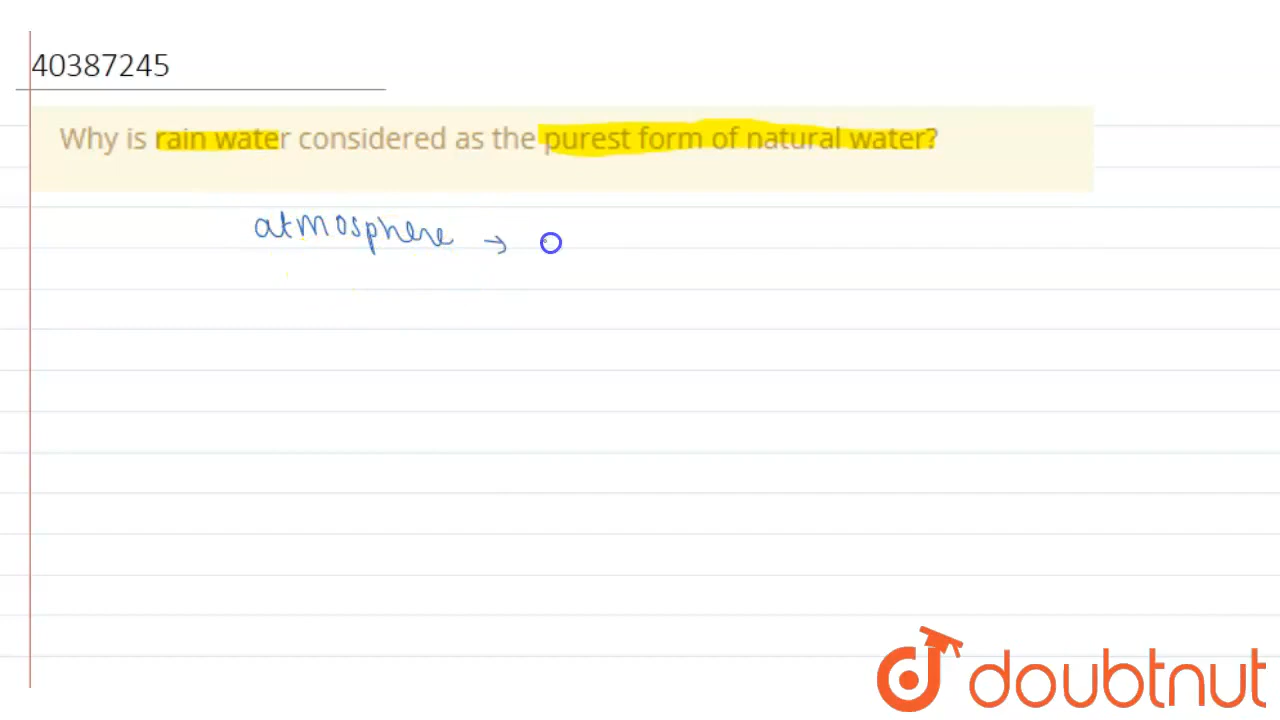 40387245
Why is rain water considered as the purest form of natural water?
atmosphere →
doubtnut